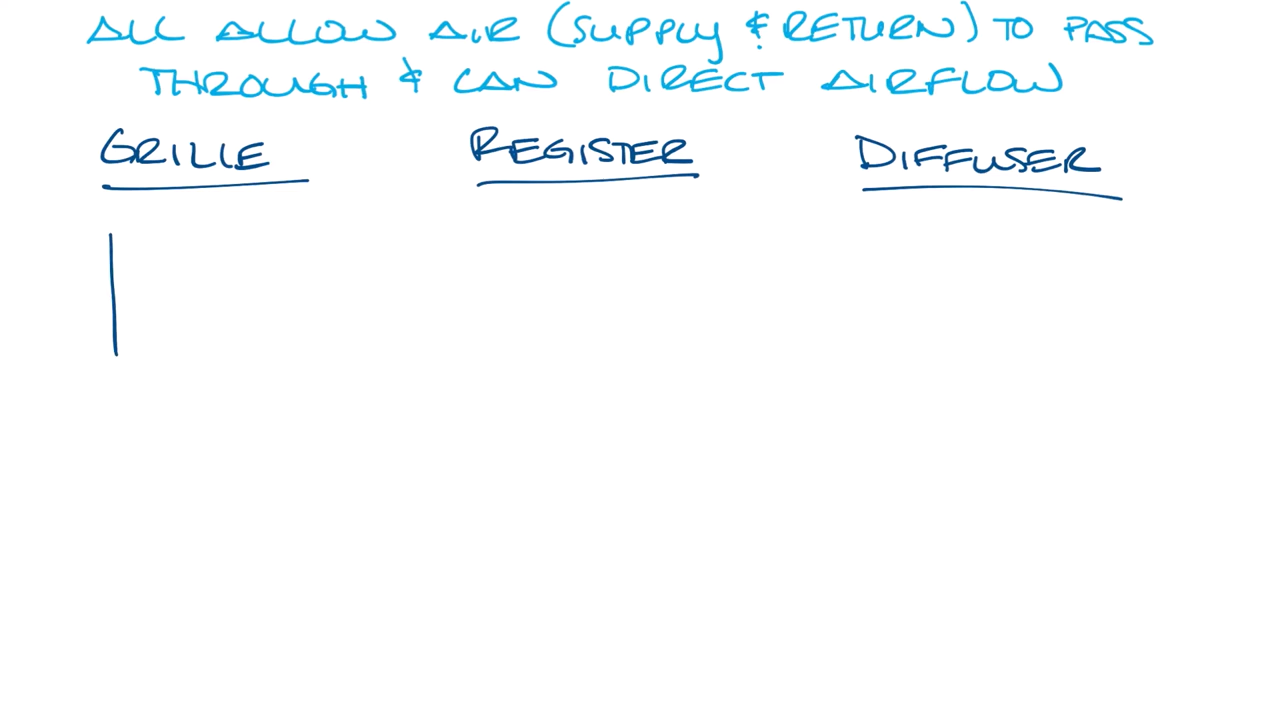 ALL ALLOW AIR (SUPPLY & RETURN) TO PASS
THROUGH & CAN DIRECT AIRFLOW
GRILLE REGISTER DIFFUSER